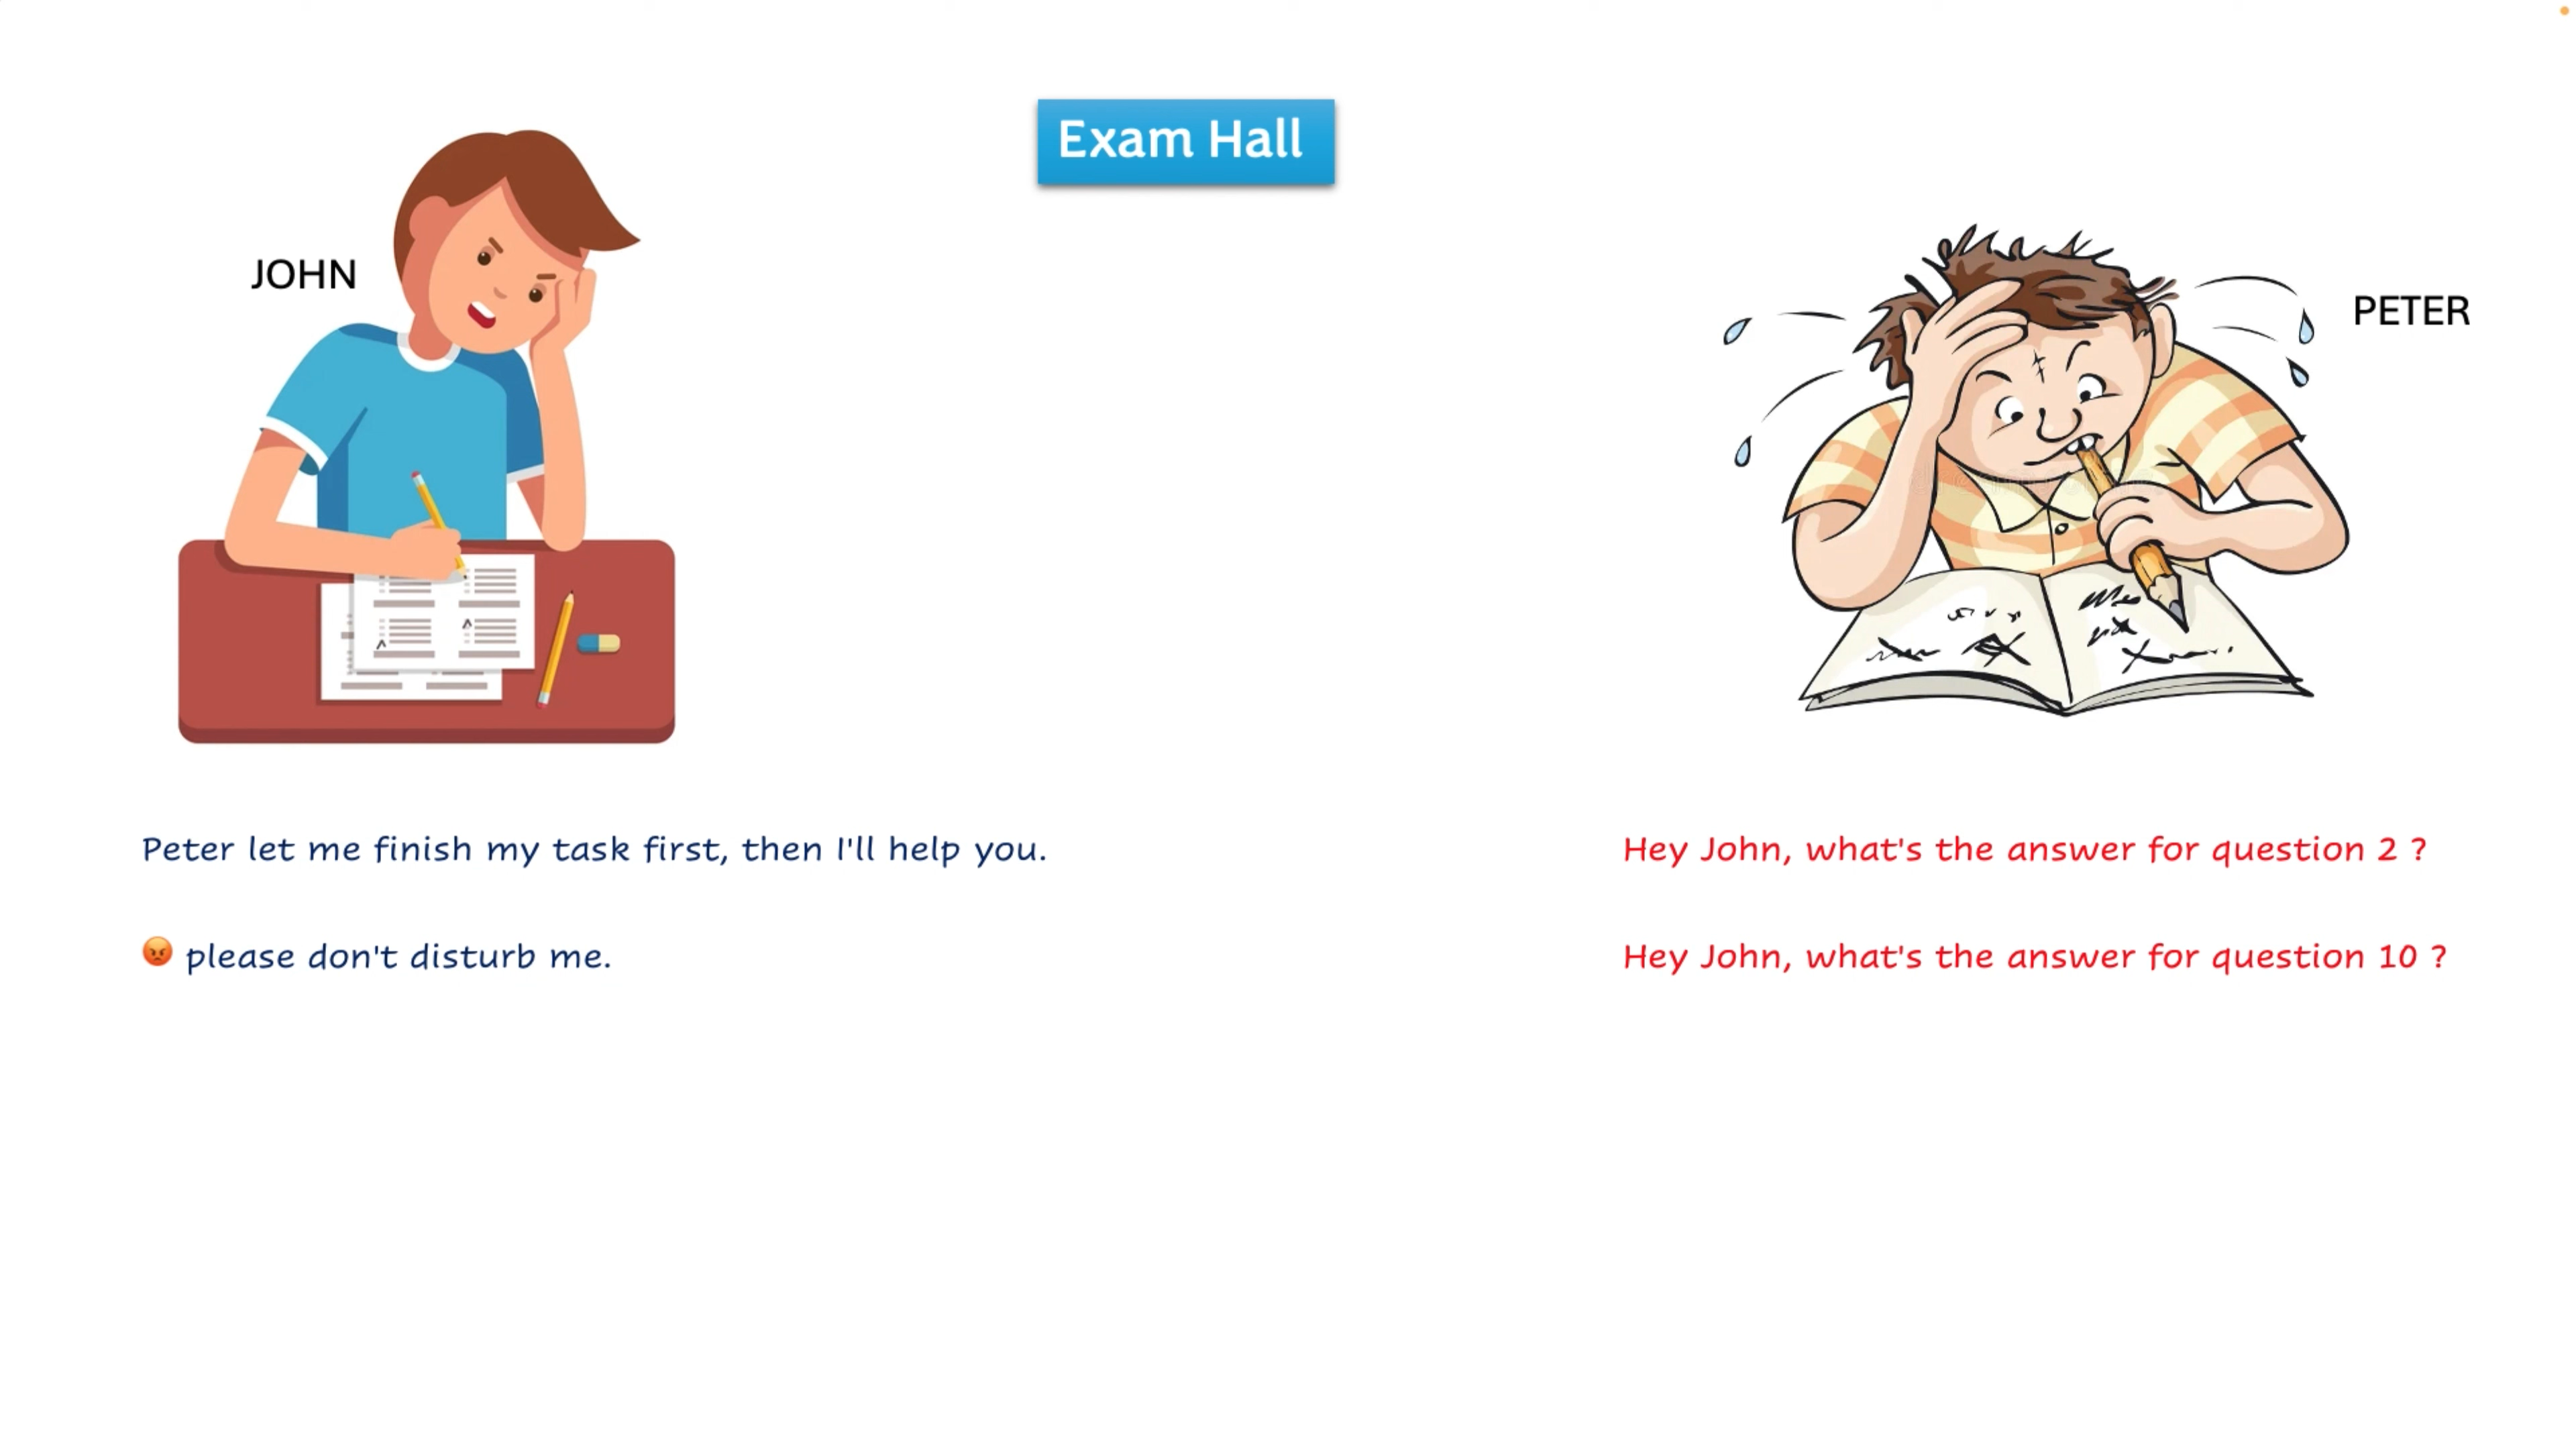 Exam Hall
JOHN
PETER
Peter let me finish my task first, then I'll help you.
Hey John, what's the answer for question 2 ?
😡 please don't disturb me.
Hey John, what's the answer for question 10 ?